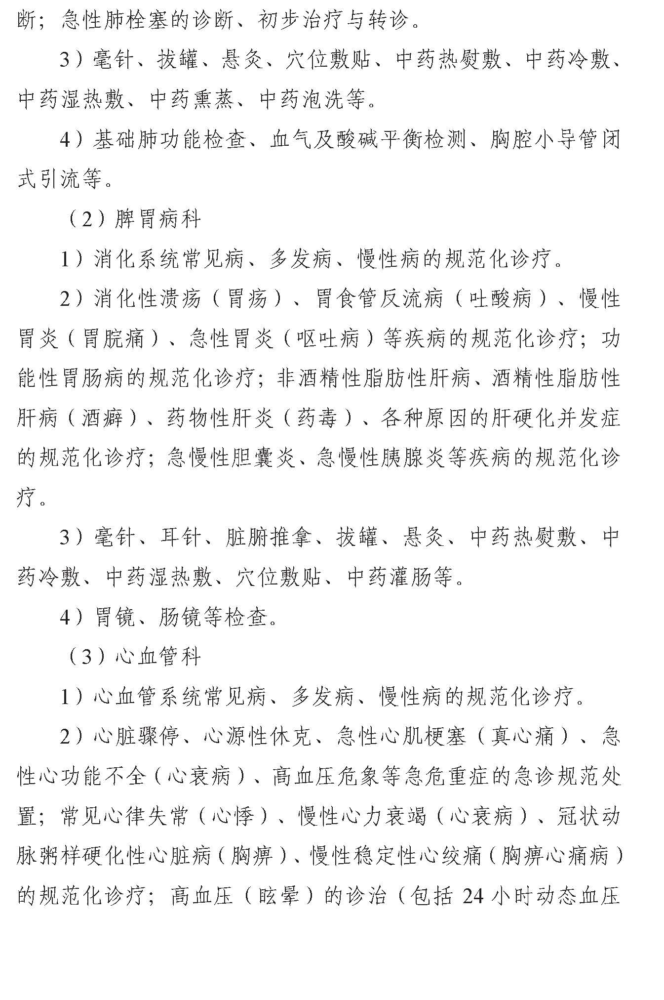 断；急性肺栓塞的诊断、初步治疗与转诊。
3）毫针、拔罐、悬灸、穴位敷贴、中药热熨敷、中药冷敷、
中药湿热敷、中药熏蒸、中药泡洗等。
4）基础肺功能检查、血气及酸碱平衡检测、胸腔小导管闭
式引流等。
（2）脾胃病科
1）消化系统常见病、多发病、慢性病的规范化诊疗。
2）消化性溃疡（胃疡）、胃食管反流病（吐酸病）、慢性
胃炎（胃脘痛）、急性胃炎（呕吐病）等疾病的规范化诊疗；功
能性胃肠病的规范化诊疗；非酒精性脂肪性肝病、酒精性脂肪性
肝病（酒癖）、药物性肝炎（药毒）、各种原因的肝硬化并发症
的规范化诊疗；急慢性胆囊炎、急慢性胰腺炎等疾病的规范化诊
疗。
3）毫针、耳针、脏腑推拿、拔罐、悬灸、中药热熨敷、中
药冷敷、中药湿热敷、穴位敷贴、中药灌肠等。
4）胃镜、肠镜等检查。
（3）心血管科
1）心血管系统常见病、多发病、慢性病的规范化诊疗。
2）心脏骤停、心源性休克、急性心肌梗塞（真心痛）、急
性心功能不全（心衰病）、高血压危象等急危重症的急诊规范处
置；常见心律失常（心悸）、慢性心力衰竭（心衰病）、冠状动
脉粥样硬化性心脏病（胸痹）、慢性稳定性心绞痛（胸痹心痛病）
的规范化诊疗；高血压（眩晕）的诊治（包括 24 小时动态血压